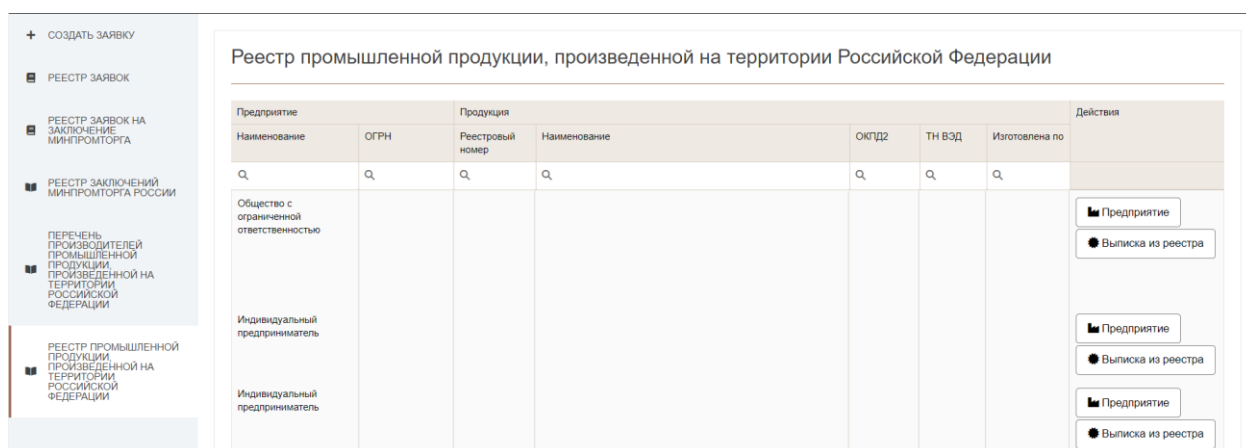 СОЗДАТЬ ЗАЯВКУ
РЕЕСТР ЗАЯВОК
РЕЕСТР ЗАЯВОК НА
ЗАКЛЮЧЕНИЕ
МИНПРОМТОРГА
РЕЕСТР ЗАКЛЮЧЕНИЙ
МИНПРОМТОРГА РОССИИ
ПЕРЕЧЕНЬ
ПРОИЗВОДИТЕЛЕЙ
ПРОМЫШЛЕННОЙ
ПРОДУКЦИИ,
ПРОИЗВЕДЕННОЙ НА
ТЕРРИТОРИИ
РОССИЙСКОЙ
ФЕДЕРАЦИИ
РЕЕСТР ПРОМЫШЛЕННОЙ
ПРОДУКЦИИ,
ПРОИЗВЕДЕННОЙ НА
ТЕРРИТОРИИ
РОССИЙСКОЙ
ФЕДЕРАЦИИ
Реестр промышленной продукции, произведенной на территории Российской Федерации
Предприятие Продукция Действия
Наименование ОГРН Реестровый Наименование ОКПД2 ТН ВЭД Изготовлена по
номер
Общество с
ограниченной
ответственностью
Предприятие
Выписка из реестра
Индивидуальный
предприниматель
Предприятие
Выписка из реестра
Индивидуальный
предприниматель
Предприятие
Выписка из реестра